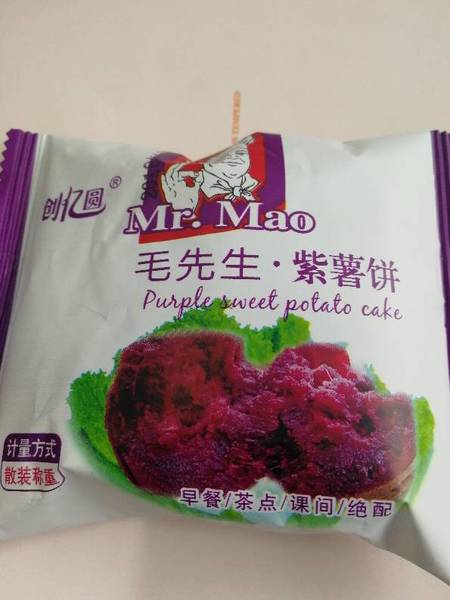 创亿圆®
Mr. Mao
毛先生·紫薯饼
Purple sweet potato cake
计量方式
散装称重
早餐/茶点/课间/绝配